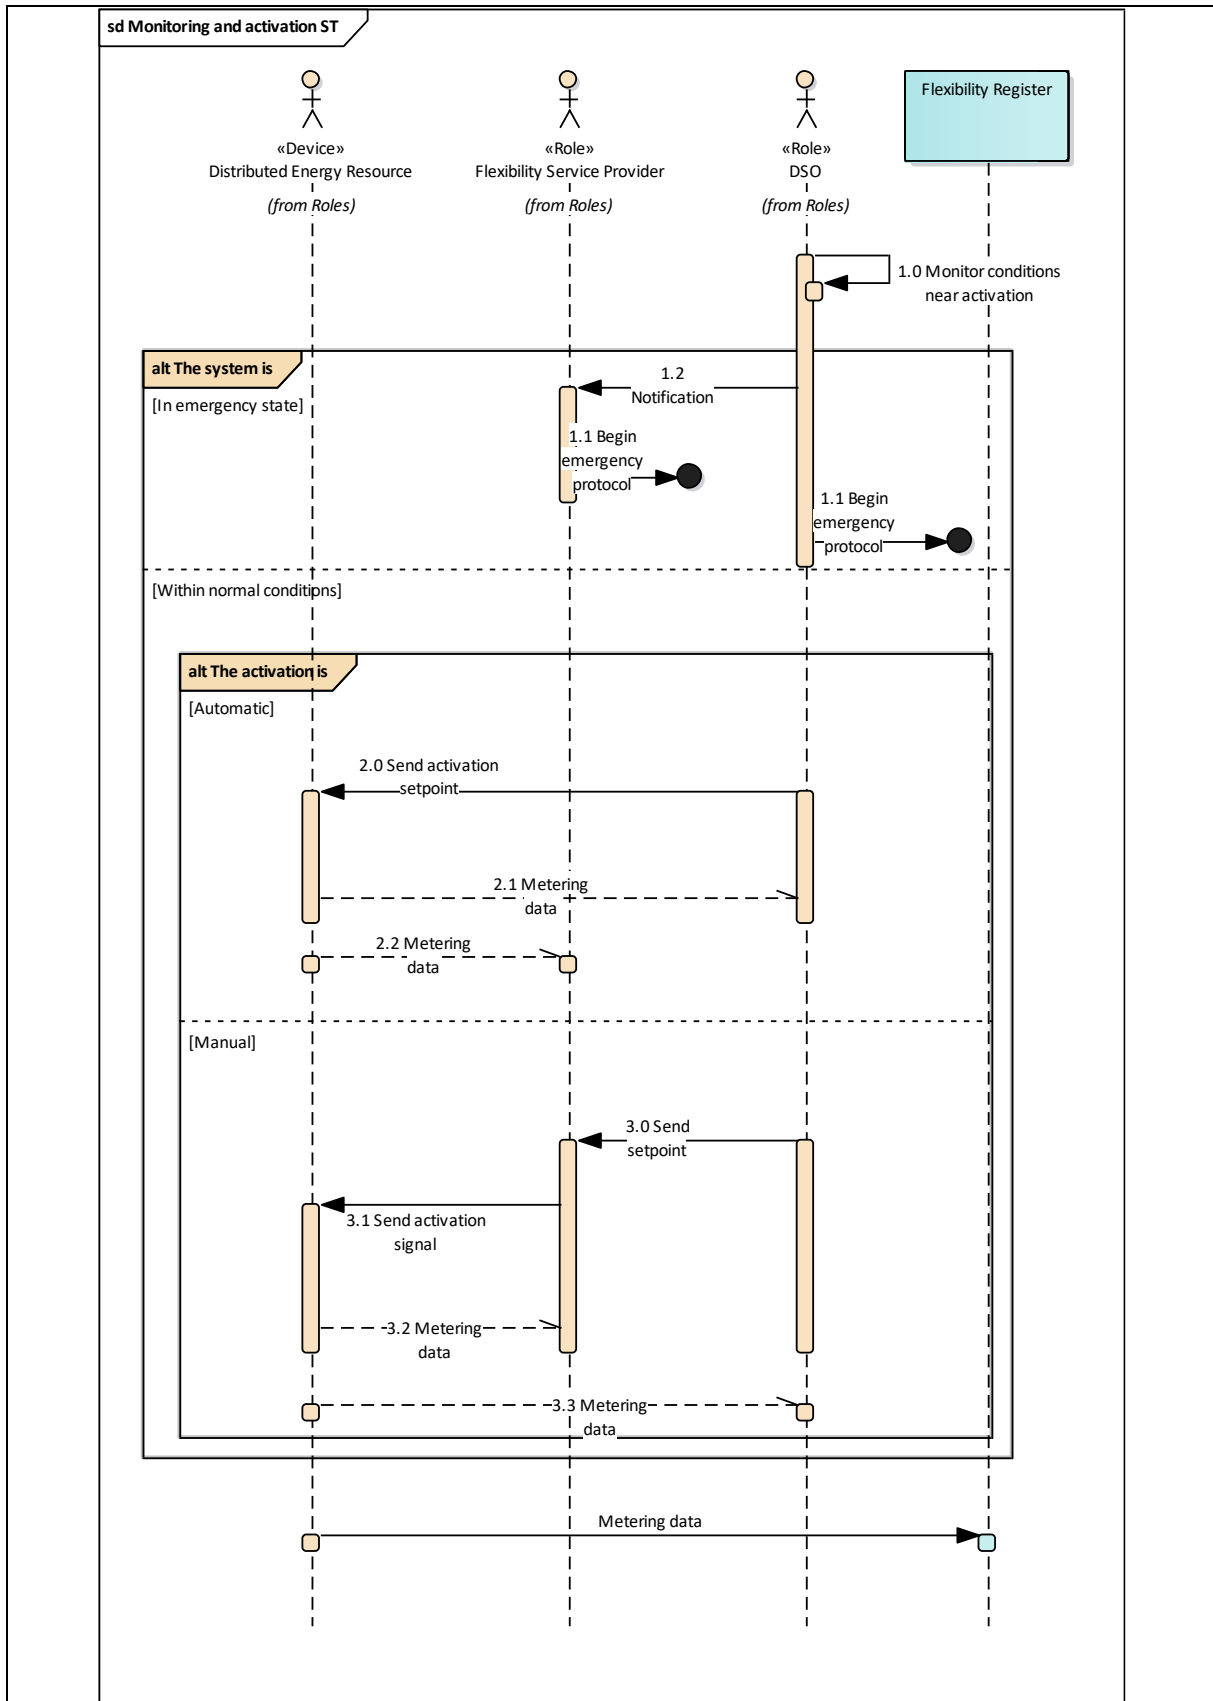 sd Monitoring and activation ST
«Device»
Distributed Energy Resource
(from Roles)
«Role»
Flexibility Service Provider
(from Roles)
«Role»
DSO
(from Roles)
Flexibility Register
1.0 Monitor conditions
near activation
alt The system is
[In emergency state]
1.2
Notification
1.1 Begin
emergency
protocol
1.1 Begin
emergency
protocol
[Within normal conditions]
alt The activation is
[Automatic]
2.0 Send activation
setpoint
2.1 Metering
data
2.2 Metering
data
[Manual]
3.0 Send
setpoint
3.1 Send activation
signal
3.2 Metering
data
3.3 Metering
data
Metering data